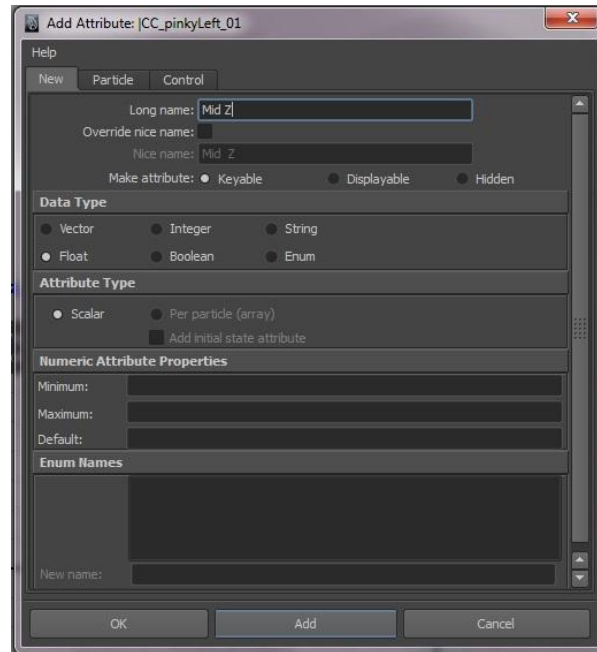 Add Attribute: |CC_pinkyLeft_01
Help
New Particle Control
Long name: Mid Z
Override nice name:
Nice name: Mid Z
Make attribute: Keyable Displayable Hidden
Data Type
Vector Integer String
Float Boolean Enum
Attribute Type
Scalar Per particle (array)
Add initial state attribute
Numeric Attribute Properties
Minimum:
Maximum:
Default:
Enum Names
New name:
OK Add Cancel